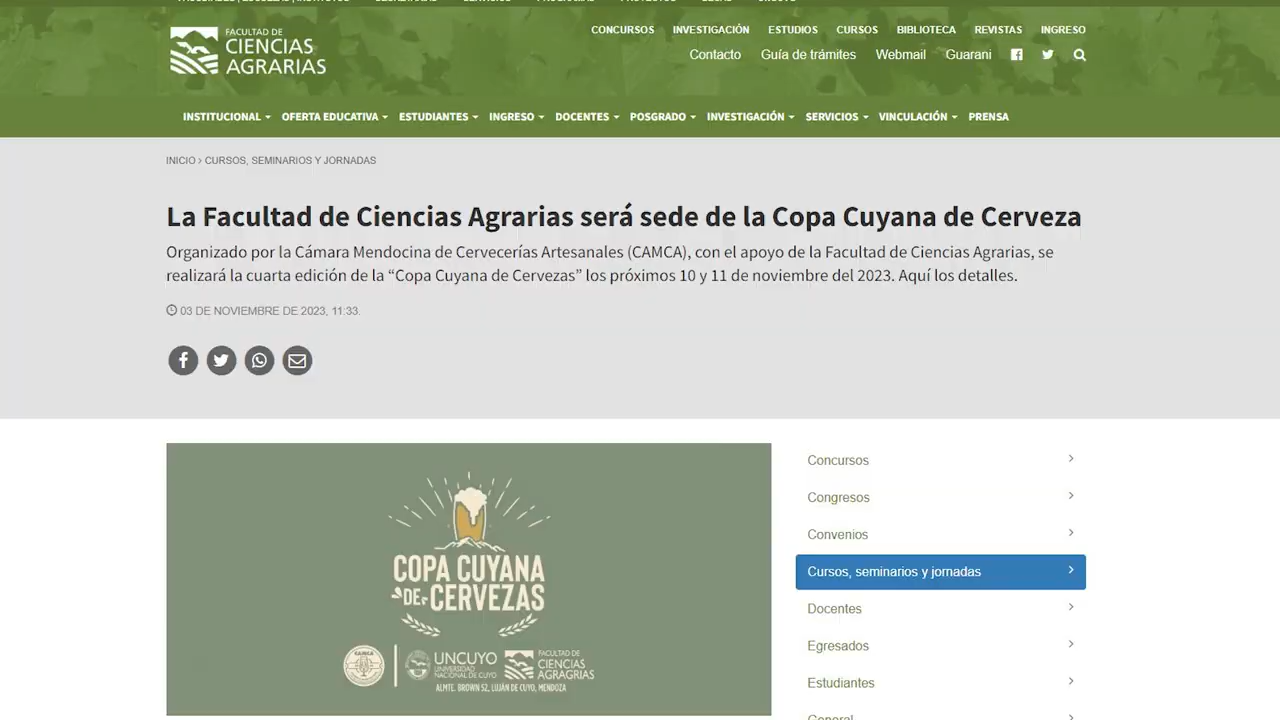 FACULTAD DE
CIENCIAS
AGRARIAS
CONCURSOS INVESTIGACIÓN ESTUDIOS CURSOS BIBLIOTECA REVISTAS INGRESO
Contacto Guía de trámites Webmail Guarani
INSTITUCIONAL OFERTA EDUCATIVA ESTUDIANTES INGRESO DOCENTES POSGRADO INVESTIGACIÓN SERVICIOS VINCULACIÓN PRENSA
INICIO › CURSOS, SEMINARIOS Y JORNADAS
La Facultad de Ciencias Agrarias será sede de la Copa Cuyana de Cerveza
Organizado por la Cámara Mendocina de Cervecerías Artesanales (CAMCA), con el apoyo de la Facultad de Ciencias Agrarias, se
realizará la cuarta edición de la “Copa Cuyana de Cervezas” los próximos 10 y 11 de noviembre del 2023. Aquí los detalles.
03 DE NOVIEMBRE DE 2023, 11:33.
COPA CUYANA
DE CERVEZAS
UNCUYO
UNIVERSIDAD
NACIONAL DE CUYO
FACULTAD DE
CIENCIAS
AGRAGRIAS
ALMTE. BROWN 52, LUJÁN DE CUYO, MENDOZA
Concursos
Congresos
Convenios
Cursos, seminarios y jornadas
Docentes
Egresados
Estudiantes
General